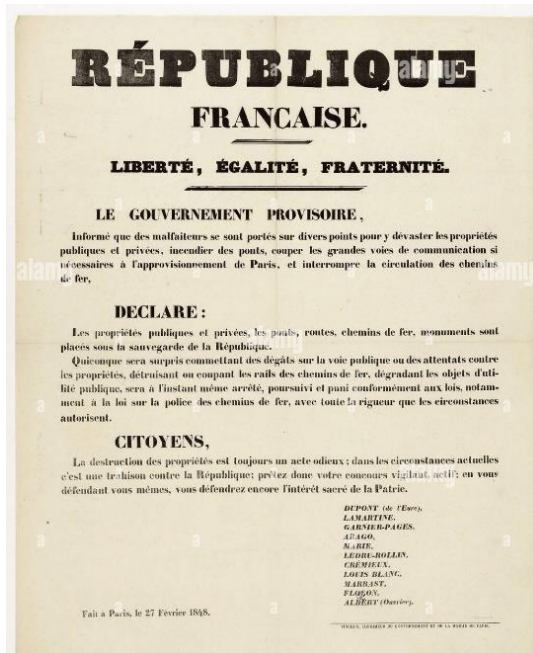 RÉPUBLIQUE
FRANCAISE.
LIBERTÉ, ÉGALITÉ, FRATERNITÉ.
LE GOUVERNEMENT PROVISOIRE,
Informé que des malfaiteurs se sont portés sur divers points pour y dévaster les propriétés
publiques et privées, incendier des ponts, couper les grandes voies de communication si
nécessaires à l'approvisionnement de Paris, et interrompre la circulation des chemins
de fer,
DECLARE :
Les propriétés publiques et privées, les ponts, routes, chemins de fer, monuments sont
placés sous la sauvegarde de la République.
Quiconque sera surpris commettant des dégâts sur la voie publique ou des attentats contre
les propriétés, détruisant ou coupant les rails des chemins de fer, dégradant les objets d'uti-
lité publique, sera à l'instant même arrêté, poursuivi et puni conformément aux lois, notam-
ment à la loi sur la police des chemins de fer, avec toute la rigueur que les circonstances
autorisent.
CITOYENS,
La destruction des propriétés est toujours un acte odieux ; dans les circonstances actuelles
c'est une trahison contre la République; prêtez donc votre concours vigilant, actif; en vous
défendant vous mêmes, vous défendrez encore l'intérêt sacré de la Patrie.
DUPONT (de l'Eure),
LAMARTINE,
GARNIER-PAGÈS,
ARAGO,
MARIE,
LEDRU-ROLLIN,
CRÉMIEUX,
LOUIS BLANC,
MARRAST,
FLOCON,
ALBERT (Ouvrier).
Fait à Paris, le 27 Février 1848.
IMPRIMEUR DU GOUVERNEMENT ET DE LA MAIRIE DE PARIS.
alamy